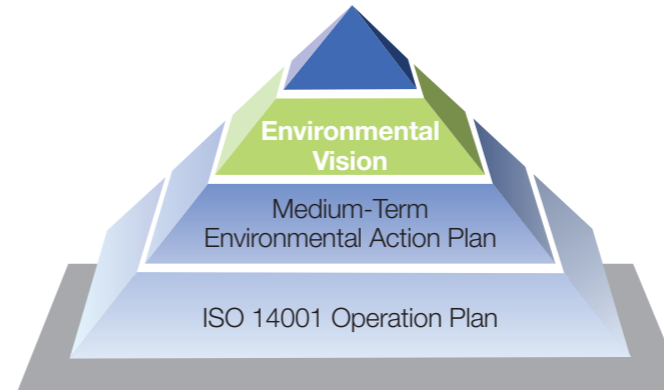 Environmental
Vision
Medium-Term
Environmental Action Plan
ISO 14001 Operation Plan